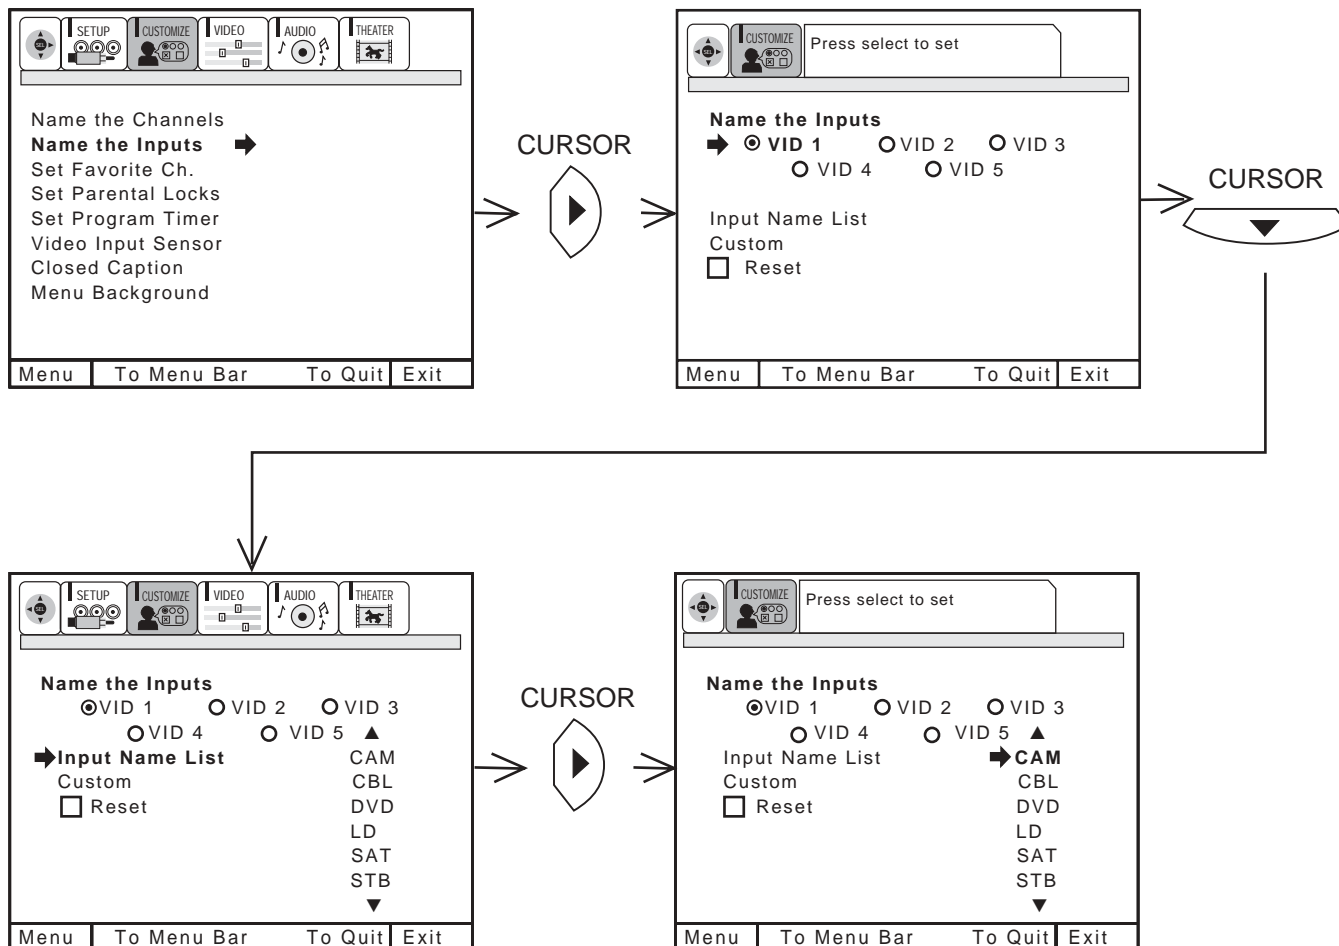 SETUP CUSTOMIZE VIDEO AUDIO THEATER
SEL
Name the Channels
Name the Inputs
Set Favorite Ch.
Set Parental Locks
Set Program Timer
Video Input Sensor
Closed Caption
Menu Background
Menu To Menu Bar To Quit Exit
CURSOR
SEL
CUSTOMIZE
Press select to set
Name the Inputs
VID 1 VID 2 VID 3
VID 4 VID 5
Input Name List
Custom
Reset
Menu To Menu Bar To Quit Exit
CURSOR
SETUP CUSTOMIZE VIDEO AUDIO THEATER
SEL
Name the Inputs
VID 1 VID 2 VID 3
VID 4 VID 5
Input Name List CAM
Custom CBL
Reset DVD
LD
SAT
STB
Menu To Menu Bar To Quit Exit
CURSOR
SEL
CUSTOMIZE
Press select to set
Name the Inputs
VID 1 VID 2 VID 3
VID 4 VID 5
Input Name List CAM
Custom CBL
Reset DVD
LD
SAT
STB
Menu To Menu Bar To Quit Exit